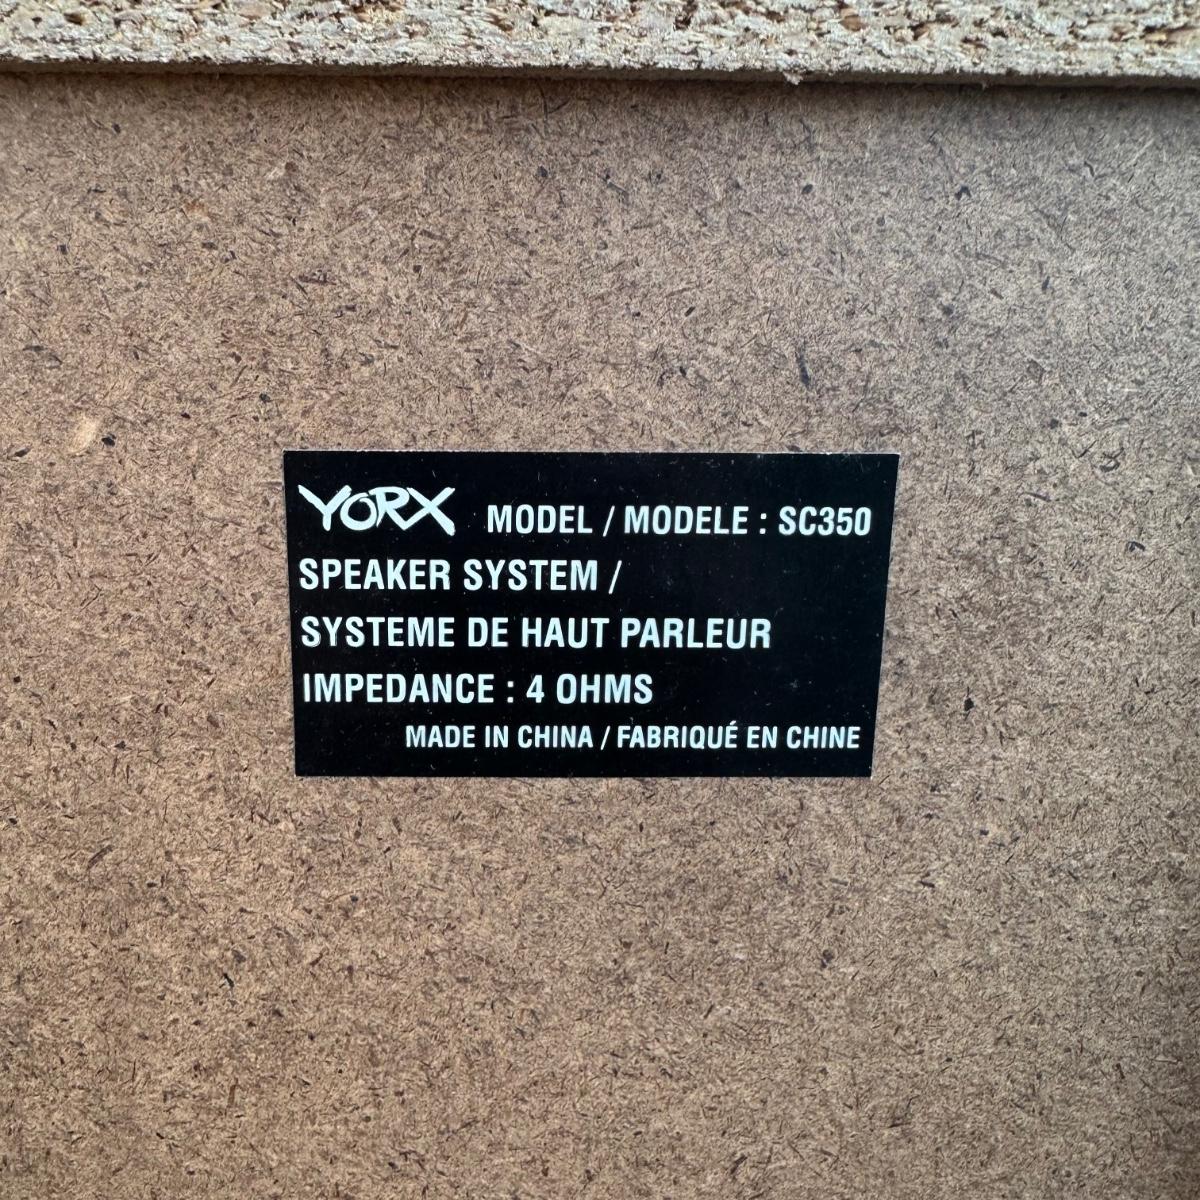 YORX MODEL / MODELE : SC350
SPEAKER SYSTEM /
SYSTEME DE HAUT PARLEUR
IMPEDANCE : 4 OHMS
MADE IN CHINA / FABRIQUÉ EN CHINE